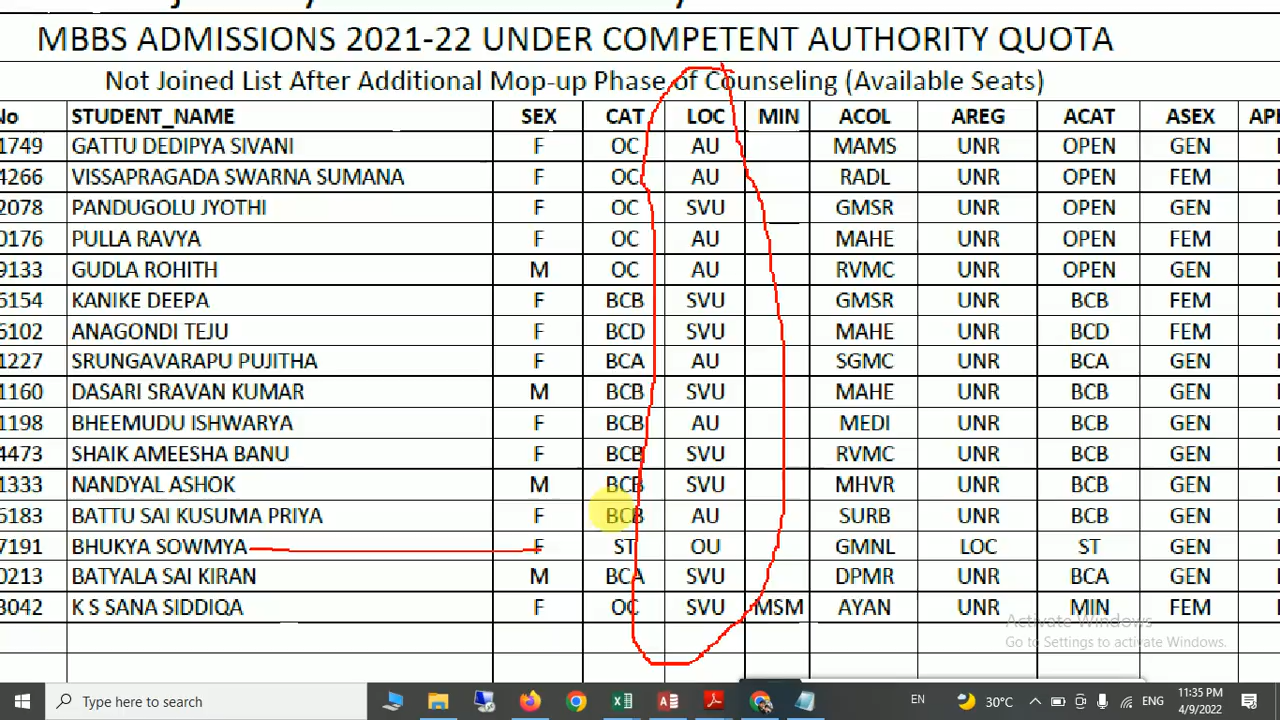 MBBS ADMISSIONS 2021-22 UNDER COMPETENT AUTHORITY QUOTA
Not Joined List After Additional Mop-up Phase of Counseling (Available Seats)
No STUDENT_NAME SEX CAT LOC MIN ACOL AREG ACAT ASEX
1749 GATTU DEDIPYA SIVANI F OC AU MAMS UNR OPEN GEN
4266 VISSAPRAGADA SWARNA SUMANA F OC AU RADL UNR OPEN FEM
2078 PANDUGOLU JYOTHI F OC SVU GMSR UNR OPEN GEN
0176 PULLA RAVYA F OC AU MAHE UNR OPEN FEM
9133 GUDLA ROHITH M OC AU RVMC UNR OPEN GEN
6154 KANIKE DEEPA F BCB SVU GMSR UNR BCB FEM
6102 ANAGONDI TEJU F BCD SVU MAHE UNR BCD FEM
1227 SRUNGAVARAPU PUJITHA F BCA AU SGMC UNR BCA GEN
1160 DASARI SRAVAN KUMAR M BCB SVU MAHE UNR BCB GEN
1198 BHEEMUDU ISHWARYA F BCB AU MEDI UNR BCB GEN
4473 SHAIK AMEESHA BANU F BCB SVU RVMC UNR BCB GEN
1333 NANDYAL ASHOK M BCB SVU MHVR UNR BCB GEN
6183 BATTU SAI KUSUMA PRIYA F BCB AU SURB UNR BCB GEN
7191 BHUKYA SOWMYA F ST OU GMNL LOC ST GEN
0213 BATYALA SAI KIRAN M BCA SVU DPMR UNR BCA GEN
3042 K S SANA SIDDIQA F OC SVU MSM AYAN UNR MIN FEM
Activate Windows
Go to Settings to activate Windows.
Type here to search EN 30°C ENG 11:35 PM
4/9/2022